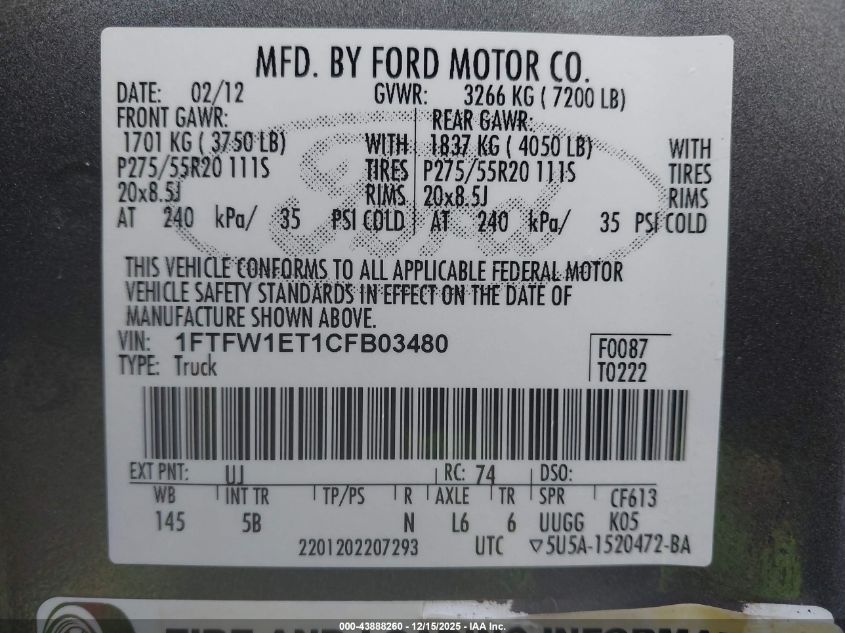 MFD. BY FORD MOTOR CO.
DATE: 02/12 GVWR: 3266 KG ( 7200 LB)
FRONT GAWR: REAR GAWR:
1701 KG ( 3750 LB) WITH 1837 KG ( 4050 LB) WITH
P275/55R20 111S TIRES P275/55R20 111S TIRES
20x8.5J RIMS 20x8.5J RIMS
AT 240 kPa/ 35 PSI COLD AT 240 kPa/ 35 PSI COLD
Ford
THIS VEHICLE CONFORMS TO ALL APPLICABLE FEDERAL MOTOR
VEHICLE SAFETY STANDARDS IN EFFECT ON THE DATE OF
MANUFACTURE SHOWN ABOVE.
VIN: 1FTFW1ET1CFB03480 F0087
TYPE: Truck T0222
EXT PNT: UJ RC: 74 DSO:
WB INT TR TP/PS R AXLE TR SPR CF613
145 5B N L6 6 UUGG K05
2201202207293 UTC ▽5U5A-1520472-BA
TIRE AND
000-43888260 - 12/15/2025 - IAA Inc.